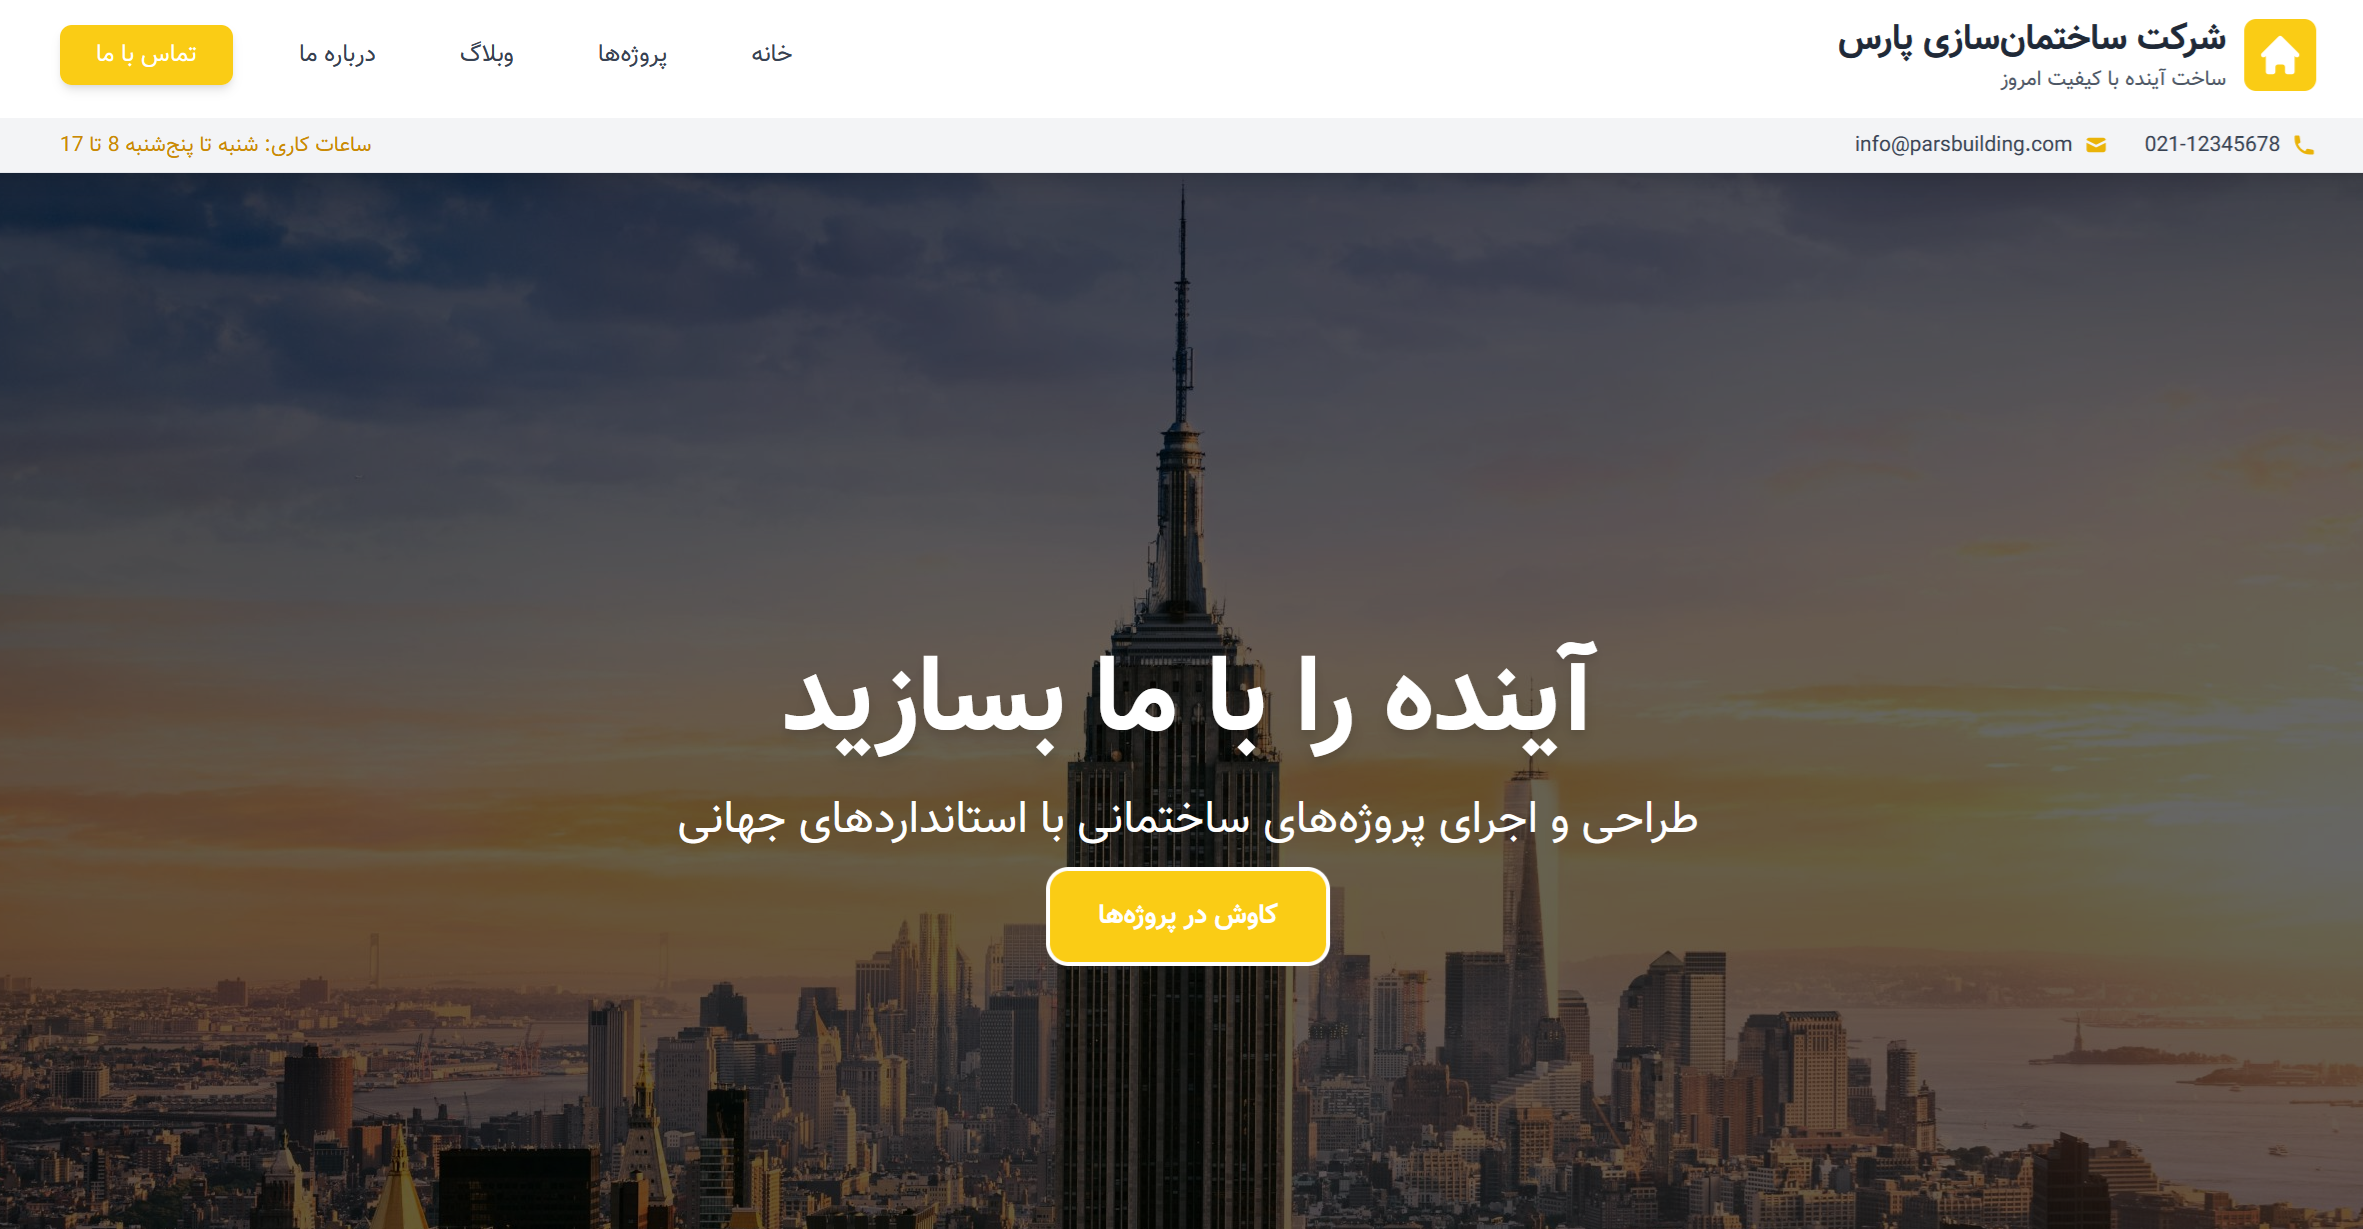 شرکت ساختمان‌سازی پارس
ساخت آینده با کیفیت امروز
خانه
پروژه‌ها
وبلاگ
درباره ما
تماس با ما
021-12345678
info@parsbuilding.com
ساعات کاری: شنبه تا پنج‌شنبه 8 تا 17
آینده را با ما بسازید
طراحی و اجرای پروژه‌های ساختمانی با استانداردهای جهانی
کاوش در پروژه‌ها